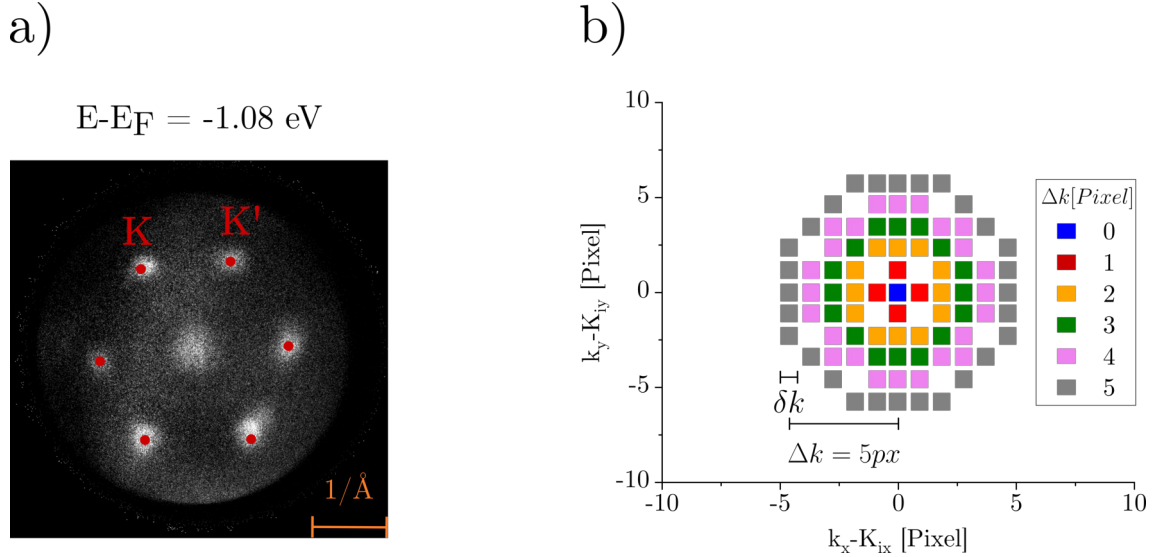 a)
E-EF = -1.08 eV
K
K'
1/Å
b)
10
5
0
-5
-10
-10
-5
0
5
10
ky-Kiy [Pixel]
kx-Kix [Pixel]
δk
Δk = 5px
Δk[Pixel]
0
1
2
3
4
5